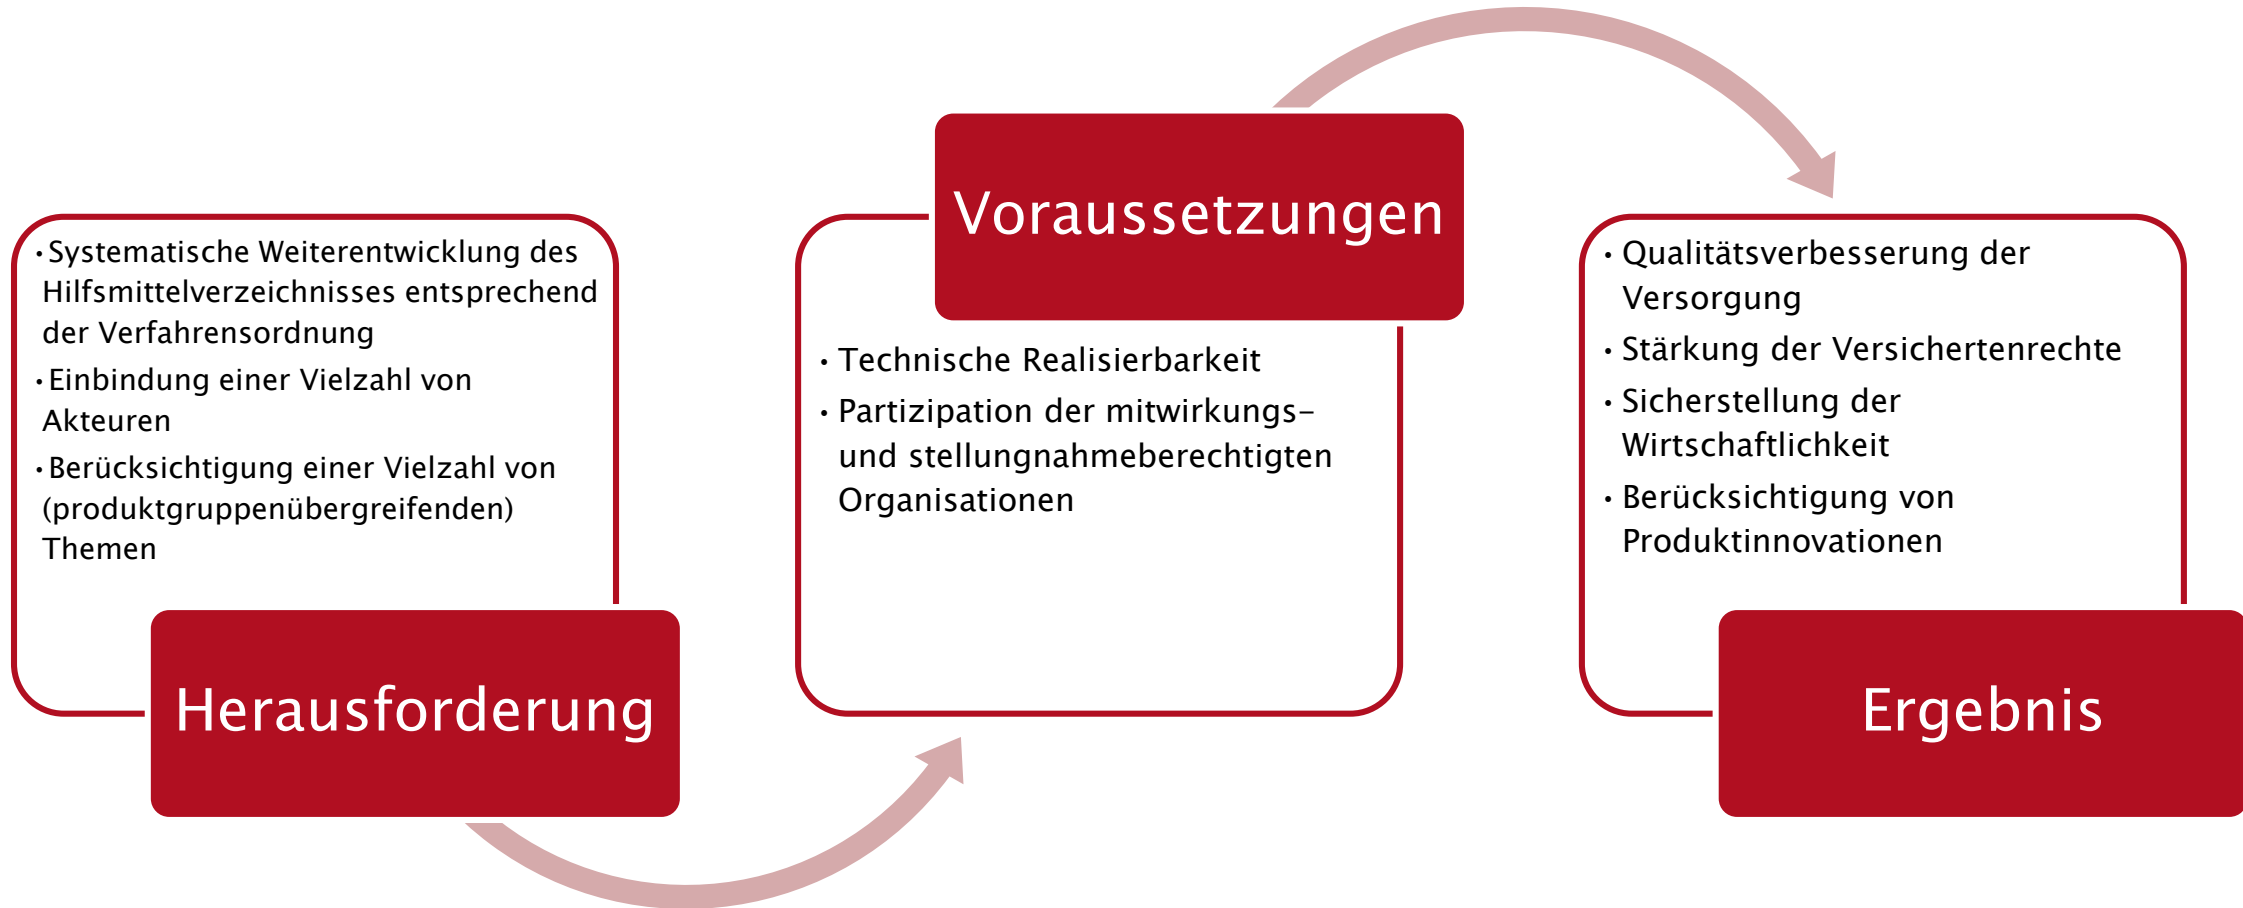 ·Systematische Weiterentwicklung des
Hilfsmittelverzeichnisses entsprechend
der Verfahrensordnung
·Einbindung einer Vielzahl von
Akteuren
·Berücksichtigung einer Vielzahl von
(produktgruppenübergreifenden)
Themen
Herausforderung
Voraussetzungen
· Technische Realisierbarkeit
· Partizipation der mitwirkungs-
und stellungnahmeberechtigten
Organisationen
· Qualitätsverbesserung der
Versorgung
· Stärkung der Versichertenrechte
· Sicherstellung der
Wirtschaftlichkeit
· Berücksichtigung von
Produktinnovationen
Ergebnis